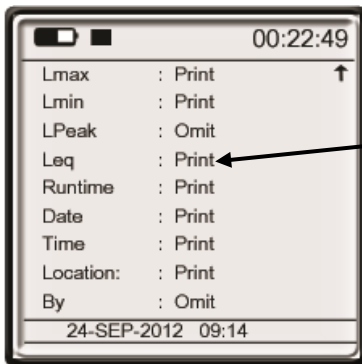 00:22:49
Lmax : Print
Lmin : Print
LPeak : Omit
Leq : Print
Runtime : Print
Date : Print
Time : Print
Location: : Print
By : Omit
24-SEP-2012 09:14